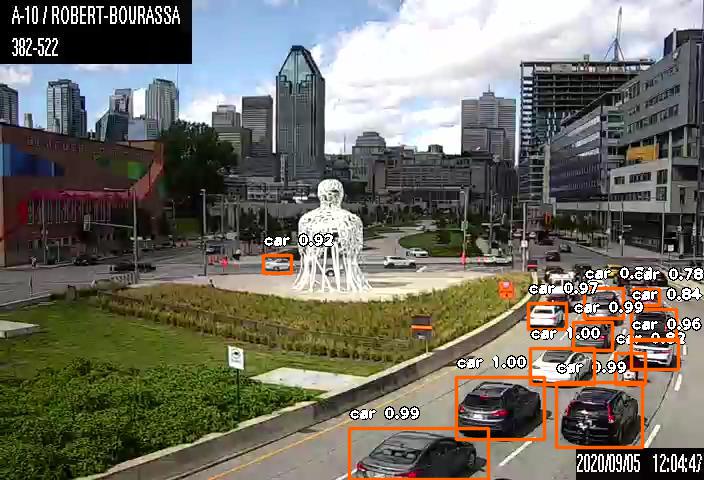 A-10 / ROBERT-BOURASSA
382-522
car 0.92
car 0.78
car 0.97
car 0.84
car 0.99
car 0.96
car 1.00
car 1.00
car 0.99
car 0.99
2020/09/05 12:04:47